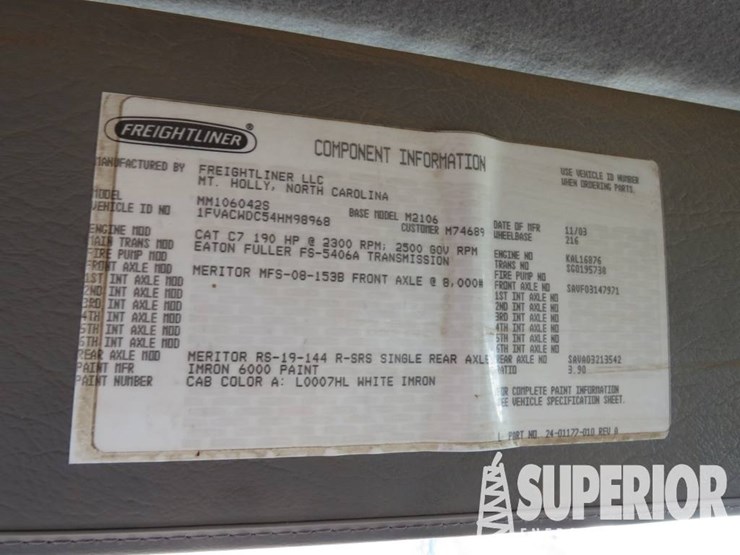 FREIGHTLINER
COMPONENT INFORMATION
USE VEHICLE ID NUMBER
WHEN ORDERING PARTS.
MANUFACTURED BY FREIGHTLINER LLC
MT. HOLLY, NORTH CAROLINA
MODEL MM106042S BASE MODEL M2106 DATE OF MFR 11/03
VEHICLE ID NO 1FVACWDC54HM98968 CUSTOMER M74689 WHEELBASE 216
ENGINE MOD CAT C7 190 HP @ 2300 RPM; 2500 GOV RPM ENGINE NO KAL16876
MAIN TRANS MOD EATON FULLER FS-5406A TRANSMISSION TRANS NO SG0195738
FIRE PUMP MOD FIRE PUMP NO
FRONT AXLE MOD MERITOR MFS-08-153B FRONT AXLE @ 8,000# FRONT AXLE NO SAVF03147971
1ST INT AXLE MOD 1ST INT AXLE NO
2ND INT AXLE MOD 2ND INT AXLE NO
3RD INT AXLE MOD 3RD INT AXLE NO
4TH INT AXLE MOD 4TH INT AXLE NO
5TH INT AXLE MOD 5TH INT AXLE NO
6TH INT AXLE MOD 6TH INT AXLE NO
REAR AXLE MOD MERITOR RS-19-144 R-SRS SINGLE REAR AXLE REAR AXLE NO SAVA03213542
PAINT MFR IMRON 6000 PAINT RATIO 3.90
PAINT NUMBER CAB COLOR A: L0007HL WHITE IMRON
FOR COMPLETE PAINT INFORMATION
SEE VEHICLE SPECIFICATION SHEET.
PART NO 24-01177-010 REV A
SUPERIOR